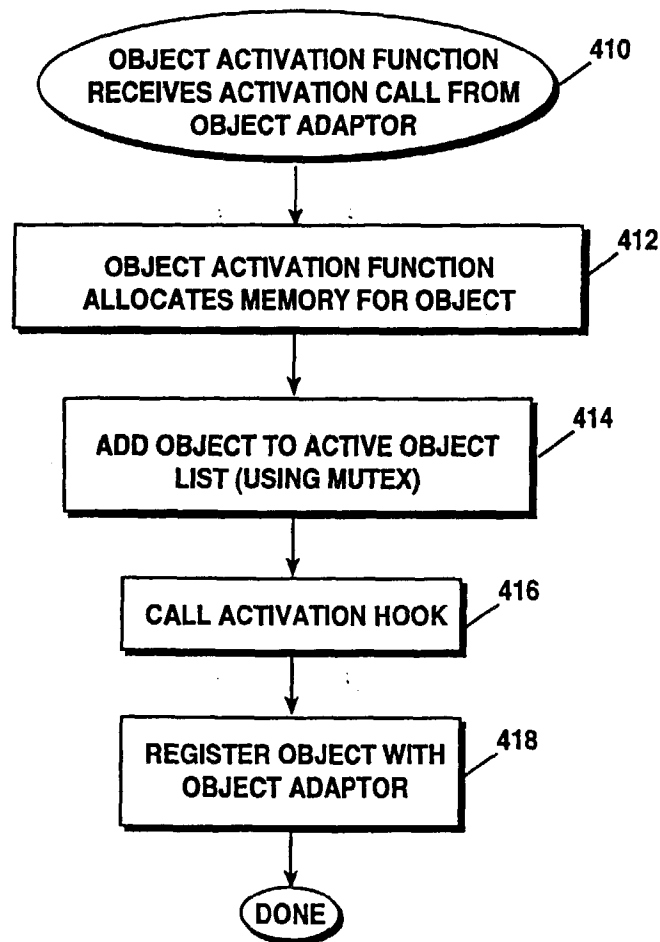 OBJECT ACTIVATION FUNCTION
RECEIVES ACTIVATION CALL FROM
OBJECT ADAPTOR
410
OBJECT ACTIVATION FUNCTION
ALLOCATES MEMORY FOR OBJECT
412
ADD OBJECT TO ACTIVE OBJECT
LIST (USING MUTEX)
414
CALL ACTIVATION HOOK
416
REGISTER OBJECT WITH
OBJECT ADAPTOR
418
DONE